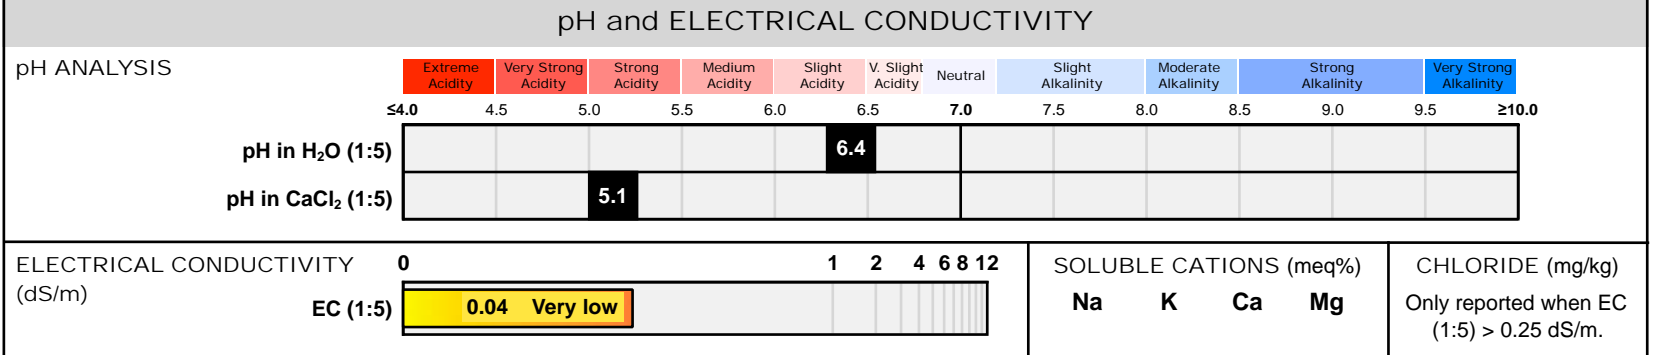 pH and ELECTRICAL CONDUCTIVITY
pH ANALYSIS
Extreme Acidity Very Strong Acidity Strong Acidity Medium Acidity Slight Acidity V. Slight Acidity Neutral Slight Alkalinity Moderate Alkalinity Strong Alkalinity Very Strong Alkalinity
≤4.0 4.5 5.0 5.5 6.0 6.5 7.0 7.5 8.0 8.5 9.0 9.5 ≥10.0
pH in H₂O (1:5) 6.4
pH in CaCl₂ (1:5) 5.1
ELECTRICAL CONDUCTIVITY
(dS/m)
0 1 2 4 6 8 12
EC (1:5) 0.04 Very low
SOLUBLE CATIONS (meq%)
Na K Ca Mg
CHLORIDE (mg/kg)
Only reported when EC
(1:5) > 0.25 dS/m.